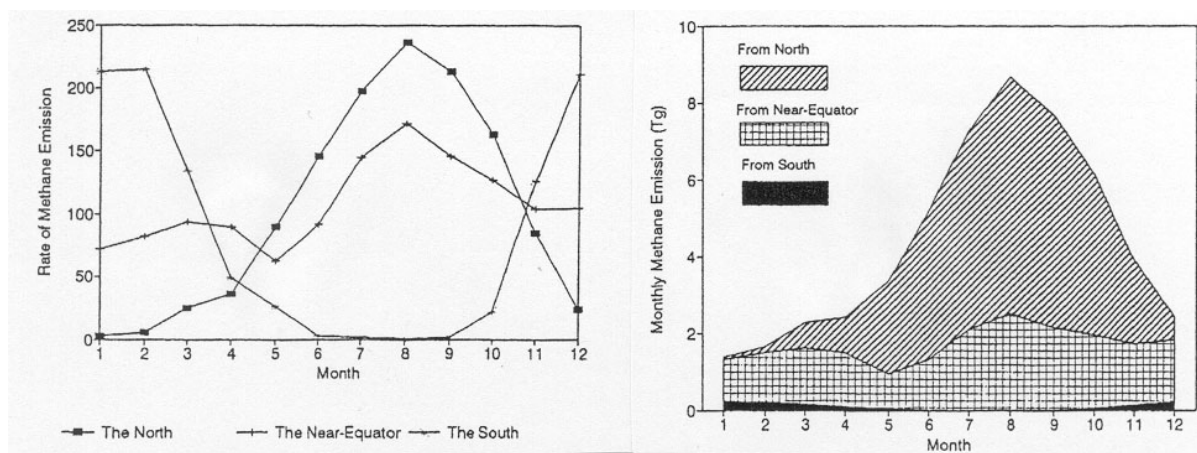 250
200
150
100
50
0
Rate of Methane Emission
1 2 3 4 5 6 7 8 9 10 11 12
Month
The North The Near-Equator The South
10
8
6
4
2
0
Monthly Methane Emission (Tg)
From North
From Near-Equator
From South
1 2 3 4 5 6 7 8 9 10 11 12
Month